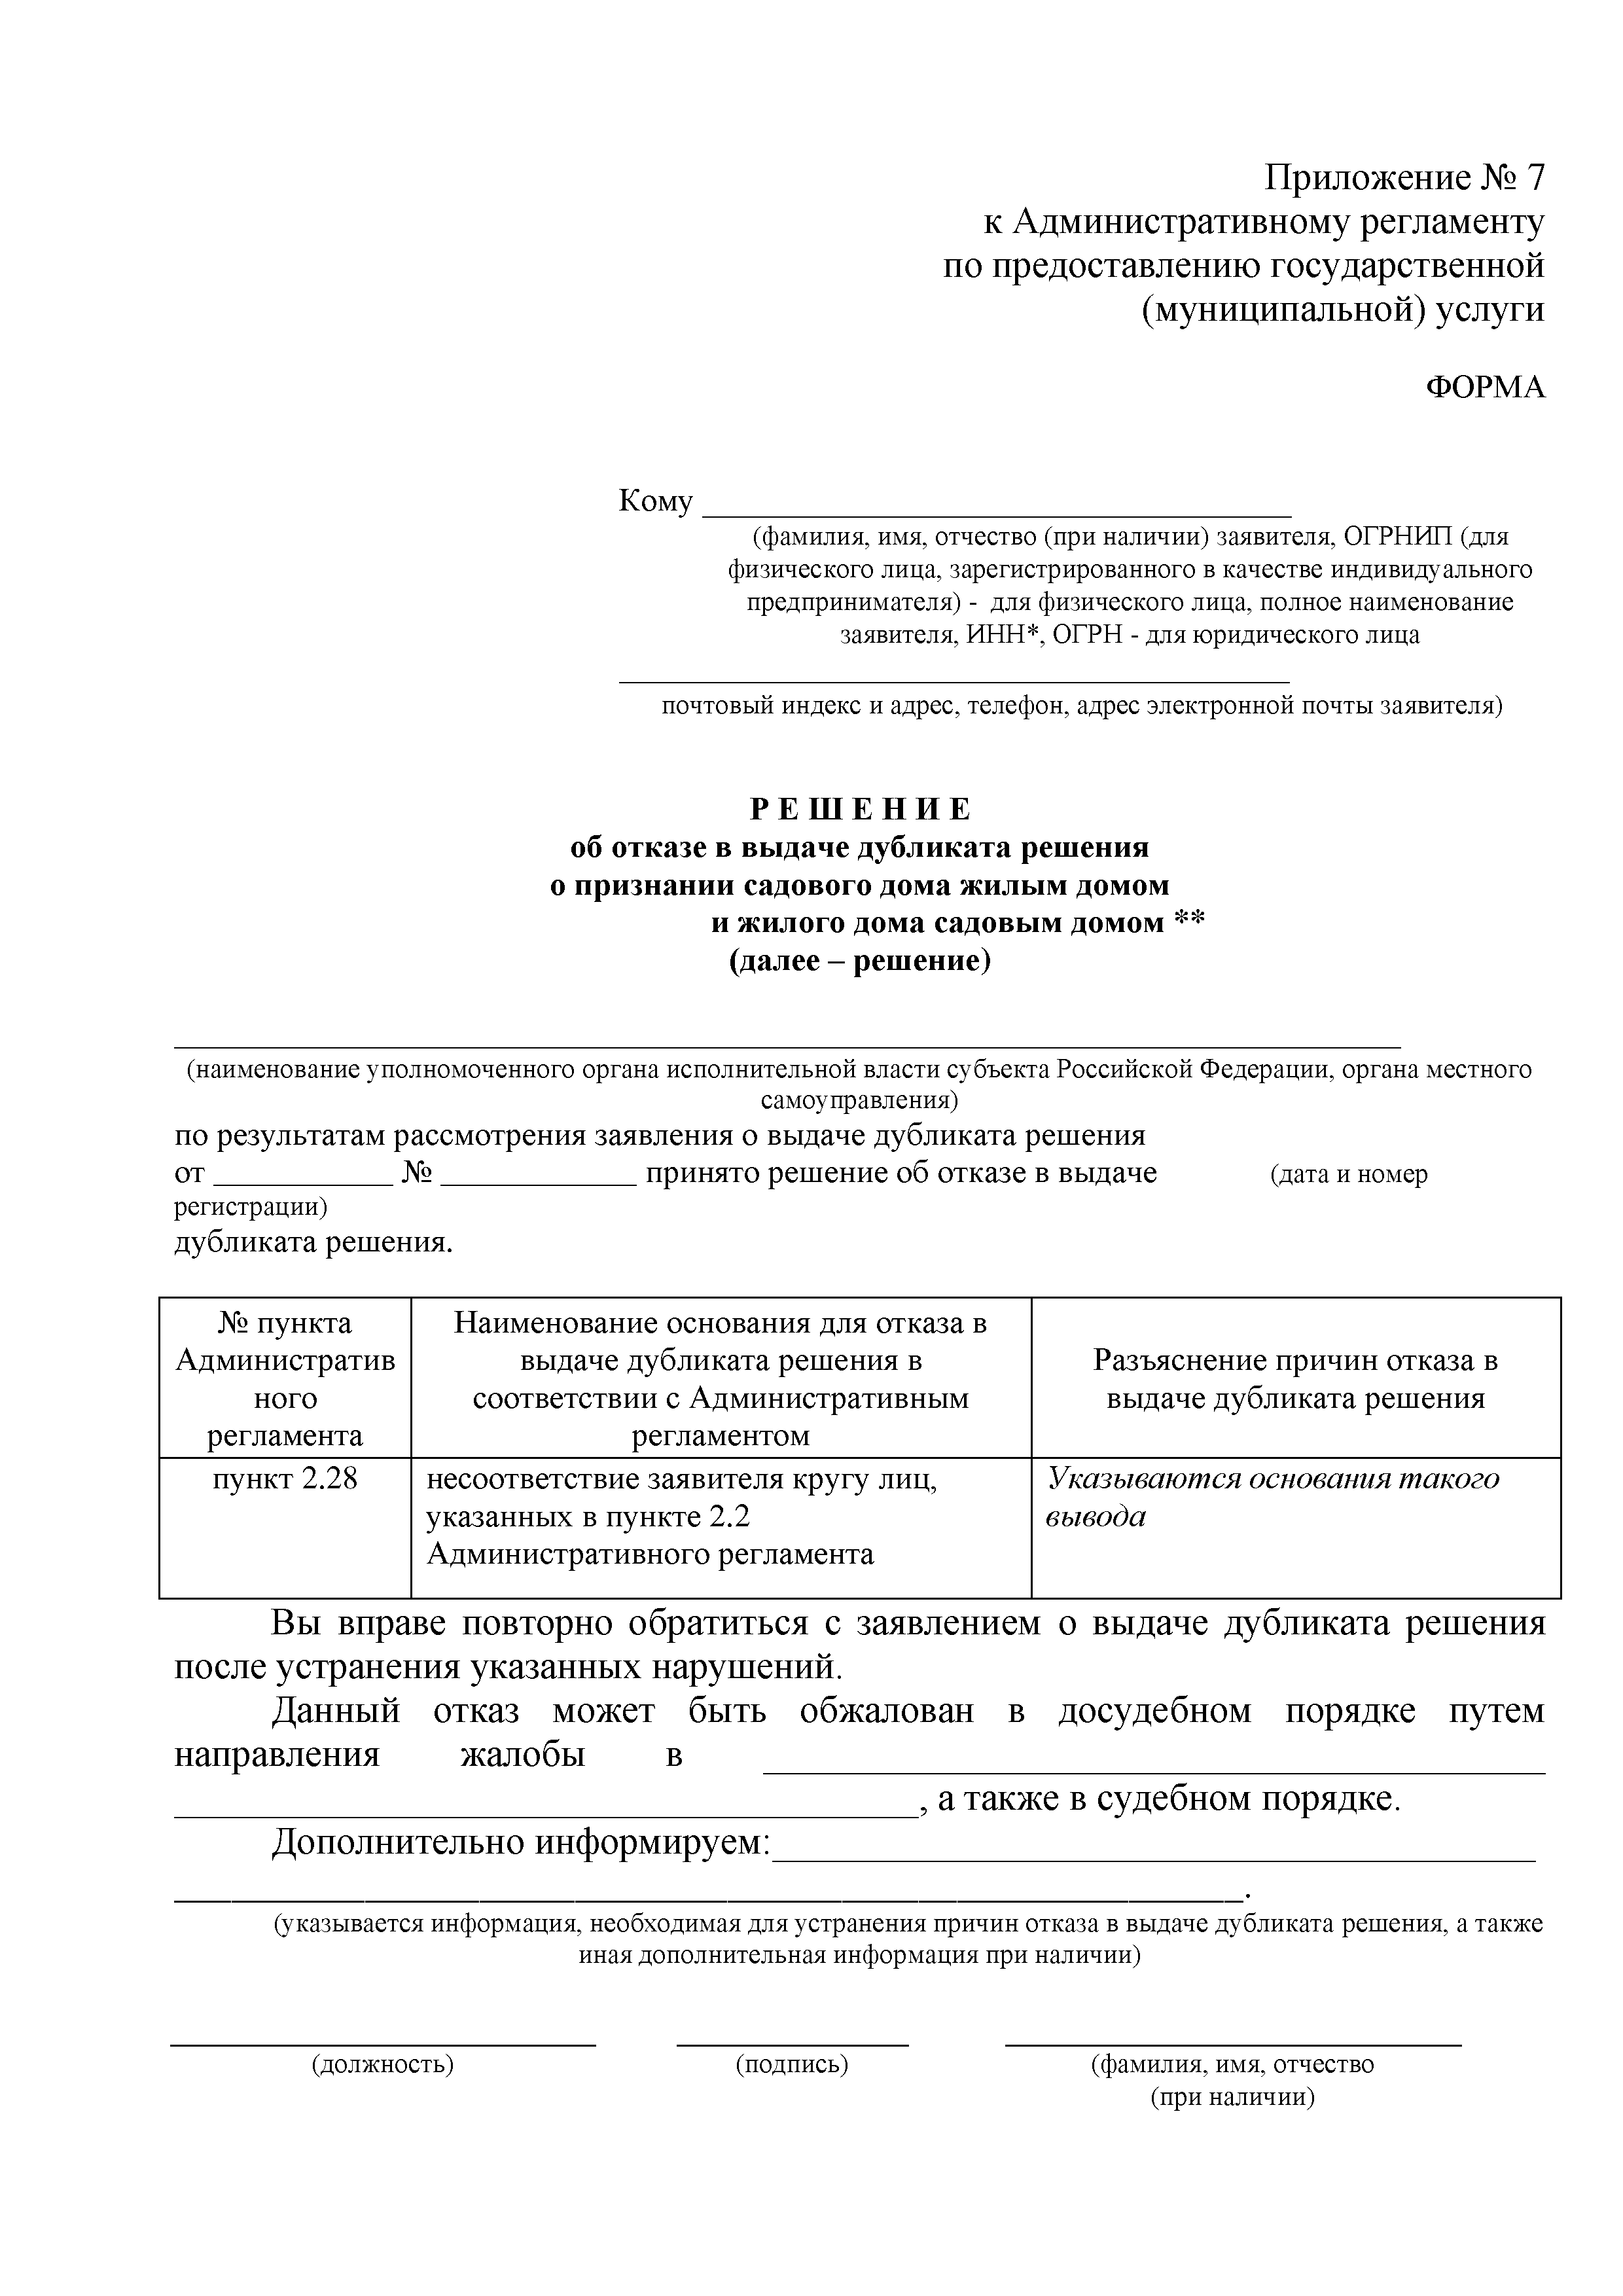 Приложение № 7
к Административному регламенту
по предоставлению государственной
(муниципальной) услуги
ФОРМА
Кому ______________________________________
(фамилия, имя, отчество (при наличии) заявителя, ОГРНИП (для
физического лица, зарегистрированного в качестве индивидуального
предпринимателя) - для физического лица, полное наименование
заявителя, ИНН*, ОГРН - для юридического лица
______________________________________
почтовый индекс и адрес, телефон, адрес электронной почты заявителя)
Р Е Ш Е Н И Е
об отказе в выдаче дубликата решения
о признании садового дома жилым домом
и жилого дома садовым домом **
(далее – решение)
______________________________________
(наименование уполномоченного органа исполнительной власти субъекта Российской Федерации, органа местного
самоуправления)
по результатам рассмотрения заявления о выдаче дубликата решения
от ___________ № ____________ принято решение об отказе в выдаче (дата и номер
регистрации)
дубликата решения.
№ пункта
Административ
ного
регламента
Наименование основания для отказа в
выдаче дубликата решения в
соответствии с Административным
регламентом
Разъяснение причин отказа в
выдаче дубликата решения
пункт 2.28
несоответствие заявителя кругу лиц,
указанных в пункте 2.2
Административного регламента
Указываются основания такого
вывода
Вы вправе повторно обратиться с заявлением о выдаче дубликата решения
после устранения указанных нарушений.
Данный отказ может быть обжалован в досудебном порядке путем
направления жалобы в ______________________________________
______________________________________, а также в судебном порядке.
Дополнительно информируем:______________________________________
______________________________________.
(указывается информация, необходимая для устранения причин отказа в выдаче дубликата решения, а также
иная дополнительная информация при наличии)
(должность) (подпись) (фамилия, имя, отчество
(при наличии)